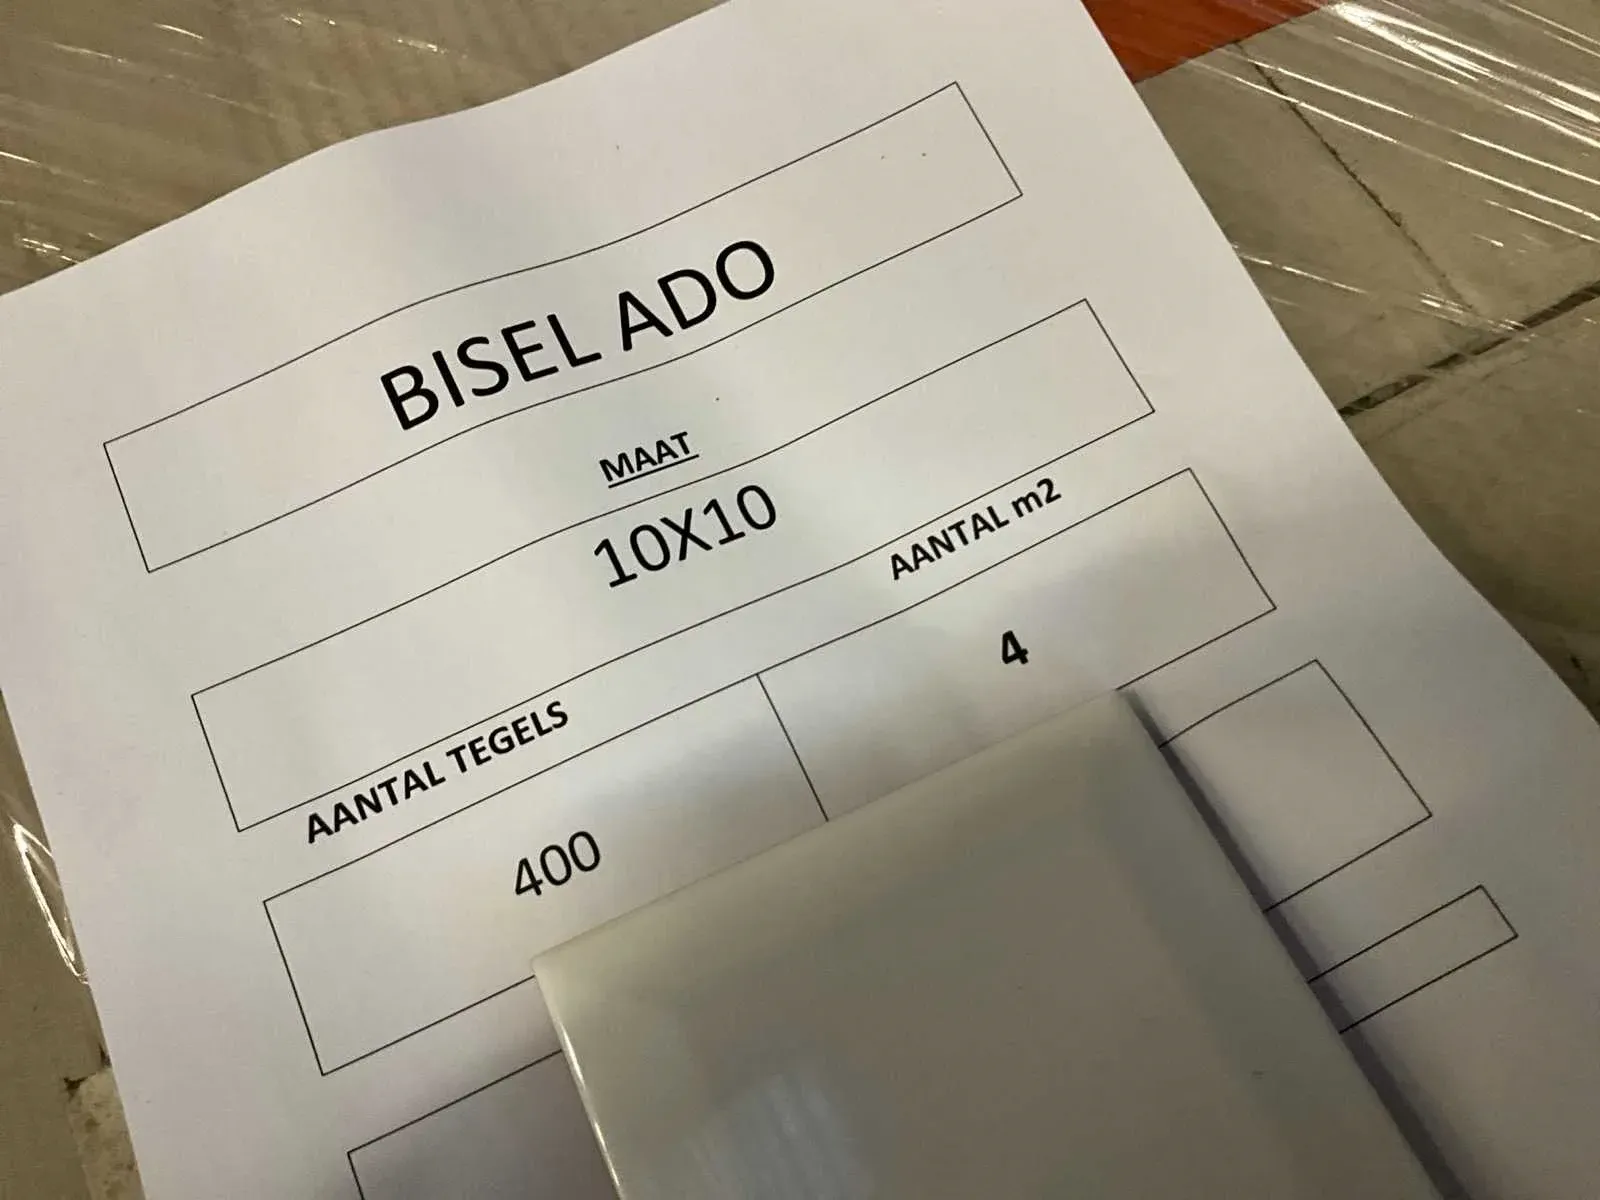 BISEL ADO
MAAT
10X10
AANTAL TEGELS
AANTAL m2
400
4